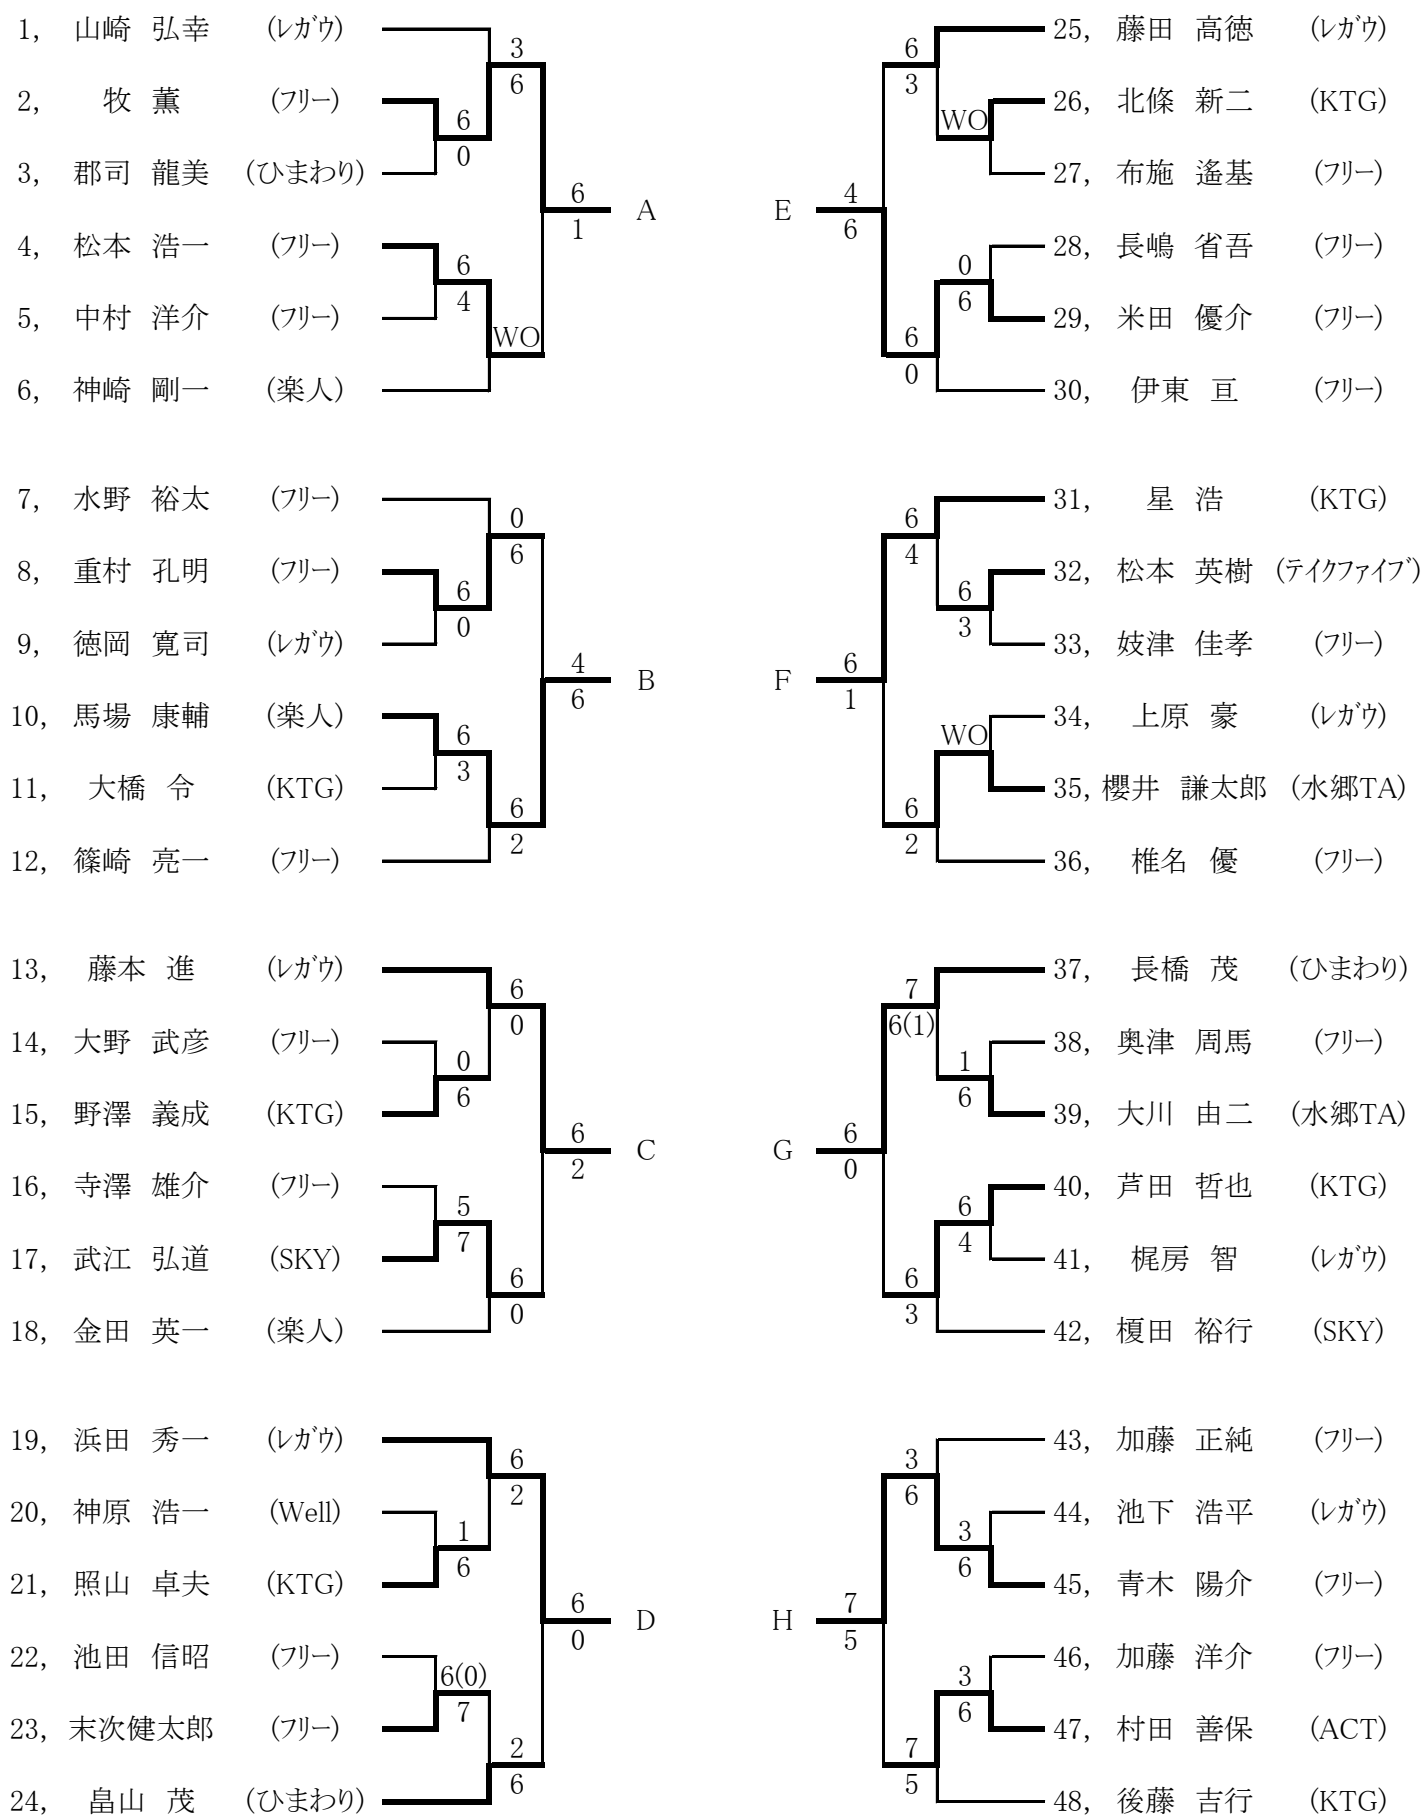 1, 山崎 弘幸 (レガウ)
3
6
2, 牧 薫 (フリー)
6
0
3, 郡司 龍美 (ひまわり)
6
1
A
4, 松本 浩一 (フリー)
6
4
5, 中村 洋介 (フリー)
WO
6, 神崎 剛一 (楽人)
7, 水野 裕太 (フリー)
0
6
8, 重村 孔明 (フリー)
6
0
9, 徳岡 寛司 (レガウ)
4
6
B
10, 馬場 康輔 (楽人)
6
3
11, 大橋 令 (KTG)
6
2
12, 篠崎 亮一 (フリー)
13, 藤本 進 (レガウ)
6
0
14, 大野 武彦 (フリー)
0
6
15, 野澤 義成 (KTG)
6
2
C
16, 寺澤 雄介 (フリー)
5
7
17, 武江 弘道 (SKY)
6
0
18, 金田 英一 (楽人)
19, 浜田 秀一 (レガウ)
6
2
20, 神原 浩一 (Well)
1
6
21, 照山 卓夫 (KTG)
6
0
D
22, 池田 信昭 (フリー)
6(0)
7
23, 末次健太郎 (フリー)
2
6
24, 畠山 茂 (ひまわり)
25, 藤田 高徳 (レガウ)
6
3
26, 北條 新二 (KTG)
WO
27, 布施 遙基 (フリー)
E
4
6
28, 長嶋 省吾 (フリー)
0
6
29, 米田 優介 (フリー)
6
0
30, 伊東 亘 (フリー)
31, 星 浩 (KTG)
6
4
32, 松本 英樹 (テイクファイブ)
6
3
33, 妓津 佳孝 (フリー)
F
6
1
34, 上原 豪 (レガウ)
WO
35, 櫻井 謙太郎 (水郷TA)
6
2
36, 椎名 優 (フリー)
37, 長橋 茂 (ひまわり)
7
6(1)
38, 奥津 周馬 (フリー)
1
6
39, 大川 由二 (水郷TA)
G
6
0
40, 芦田 哲也 (KTG)
6
4
41, 梶房 智 (レガウ)
6
3
42, 榎田 裕行 (SKY)
43, 加藤 正純 (フリー)
3
6
44, 池下 浩平 (レガウ)
3
6
45, 青木 陽介 (フリー)
H
7
5
46, 加藤 洋介 (フリー)
3
6
47, 村田 善保 (ACT)
7
5
48, 後藤 吉行 (KTG)